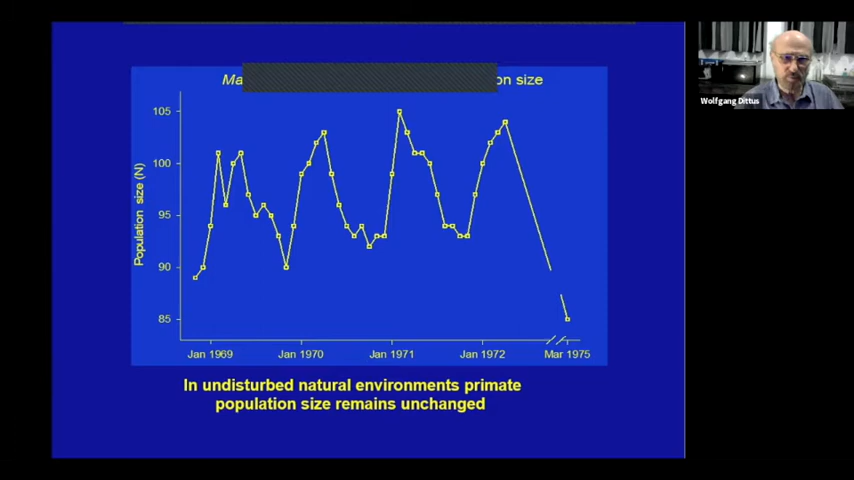 Ma
on size
105
100
95
90
85
Population size (N)
Jan 1969 Jan 1970 Jan 1971 Jan 1972 Mar 1975
In undisturbed natural environments primate
population size remains unchanged
Wolfgang Dittus